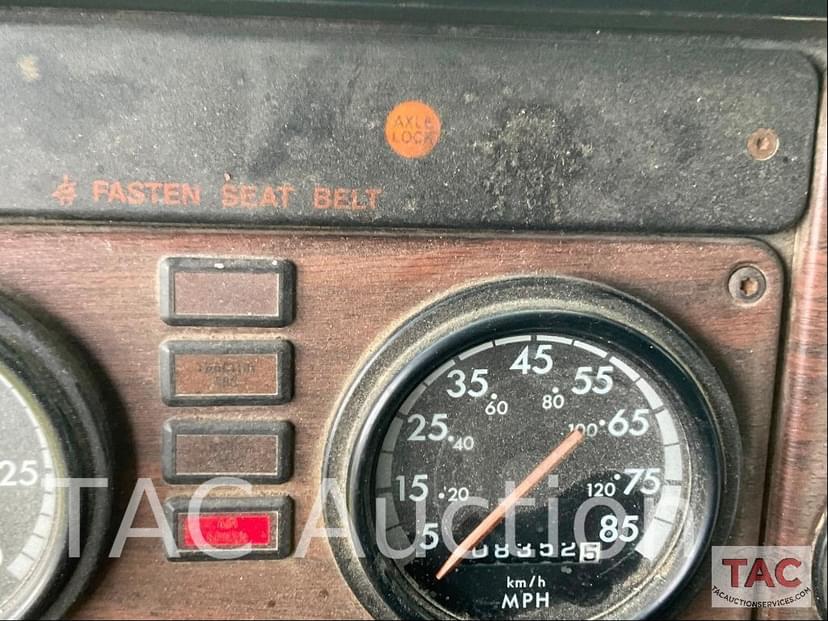 AXLE
LOCK
FASTEN SEAT BELT
45
35 55
60 80
25 65
40 100
15 75
20 120
5 85
km/h
MPH
25
TAC Auction
TAC
TACAUCTIONSERVICES.COM